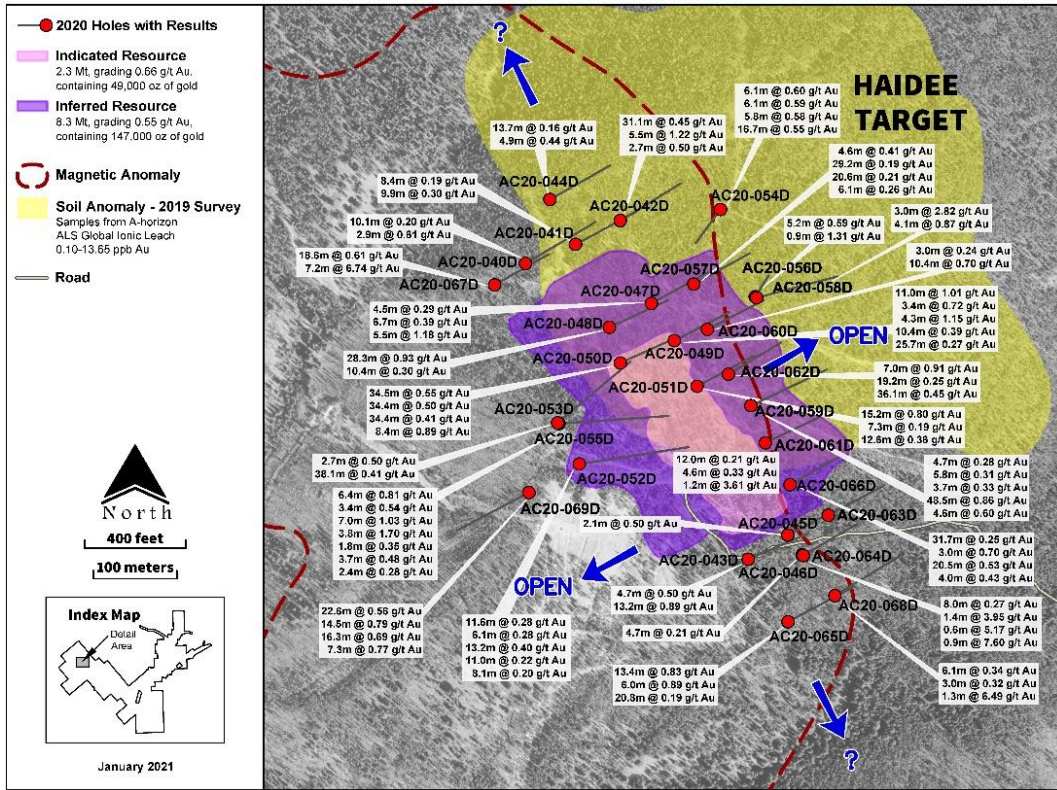 2020 Holes with Results
Indicated Resource
2.3 Mt, grading 0.66 g/t Au,
containing 49,000 oz of gold
Inferred Resource
8.3 Mt, grading 0.55 g/t Au,
containing 147,000 oz of gold
Magnetic Anomaly
Soil Anomaly - 2019 Survey
Samples from A-horizon
ALS Global Ionic Leach
0.10-13.65 ppb Au
Road
North
400 feet
100 meters
Index Map
Detail
Area
January 2021
?
HAIDEE
TARGET
6.1m @ 0.60 g/t Au
6.1m @ 0.59 g/t Au
5.8m @ 0.58 g/t Au
16.7m @ 0.55 g/t Au
31.1m @ 0.45 g/t Au
5.5m @ 1.22 g/t Au
2.7m @ 0.50 g/t Au
13.7m @ 0.16 g/t Au
4.9m @ 0.44 g/t Au
4.6m @ 0.41 g/t Au
29.2m @ 0.19 g/t Au
20.6m @ 0.21 g/t Au
6.1m @ 0.26 g/t Au
8.4m @ 0.19 g/t Au
9.9m @ 0.30 g/t Au
AC20-044D
AC20-042D
AC20-054D
3.0m @ 2.82 g/t Au
4.1m @ 0.87 g/t Au
5.2m @ 0.59 g/t Au
0.9m @ 1.31 g/t Au
10.1m @ 0.20 g/t Au
2.9m @ 0.61 g/t Au
AC20-041D
3.0m @ 0.24 g/t Au
10.4m @ 0.70 g/t Au
18.6m @ 0.61 g/t Au
7.2m @ 6.74 g/t Au
AC20-040D
AC20-067D
AC20-057D
AC20-056D
AC20-058D
AC20-047D
11.0m @ 1.01 g/t Au
3.4m @ 0.72 g/t Au
4.3m @ 1.15 g/t Au
10.4m @ 0.39 g/t Au
25.7m @ 0.27 g/t Au
4.5m @ 0.29 g/t Au
6.7m @ 0.39 g/t Au
5.5m @ 1.16 g/t Au
AC20-048D
AC20-060D
OPEN
AC20-049D
28.3m @ 0.93 g/t Au
10.4m @ 0.30 g/t Au
AC20-050D
AC20-062D
7.0m @ 0.91 g/t Au
19.2m @ 0.25 g/t Au
36.1m @ 0.45 g/t Au
AC20-051D
34.5m @ 0.55 g/t Au
34.4m @ 0.50 g/t Au
34.4m @ 0.41 g/t Au
8.4m @ 0.89 g/t Au
AC20-053D
AC20-059D
15.2m @ 0.80 g/t Au
7.3m @ 0.19 g/t Au
12.6m @ 0.36 g/t Au
AC20-055D
AC20-061D
2.7m @ 0.50 g/t Au
38.1m @ 0.41 g/t Au
12.0m @ 0.21 g/t Au
4.6m @ 0.33 g/t Au
1.2m @ 3.61 g/t Au
4.7m @ 0.28 g/t Au
5.8m @ 0.31 g/t Au
3.7m @ 0.33 g/t Au
48.5m @ 0.86 g/t Au
4.6m @ 0.60 g/t Au
AC20-052D
AC20-066D
6.4m @ 0.81 g/t Au
3.4m @ 0.54 g/t Au
7.0m @ 1.03 g/t Au
3.8m @ 1.70 g/t Au
1.8m @ 0.35 g/t Au
3.7m @ 0.48 g/t Au
2.4m @ 0.28 g/t Au
AC20-069D
AC20-063D
2.1m @ 0.50 g/t Au
AC20-045D
31.7m @ 0.25 g/t Au
3.0m @ 0.70 g/t Au
20.5m @ 0.53 g/t Au
4.0m @ 0.43 g/t Au
AC20-043D
AC20-064D
AC20-046D
OPEN
4.7m @ 0.50 g/t Au
13.2m @ 0.89 g/t Au
8.0m @ 0.27 g/t Au
1.4m @ 3.95 g/t Au
0.6m @ 5.17 g/t Au
0.9m @ 7.60 g/t Au
22.6m @ 0.56 g/t Au
14.5m @ 0.79 g/t Au
16.3m @ 0.69 g/t Au
7.3m @ 0.77 g/t Au
11.6m @ 0.28 g/t Au
6.1m @ 0.28 g/t Au
13.2m @ 0.40 g/t Au
11.0m @ 0.22 g/t Au
8.1m @ 0.20 g/t Au
4.7m @ 0.21 g/t Au
AC20-068D
AC20-065D
13.4m @ 0.83 g/t Au
6.0m @ 0.89 g/t Au
20.8m @ 0.19 g/t Au
6.1m @ 0.34 g/t Au
3.0m @ 0.32 g/t Au
1.3m @ 6.49 g/t Au
?